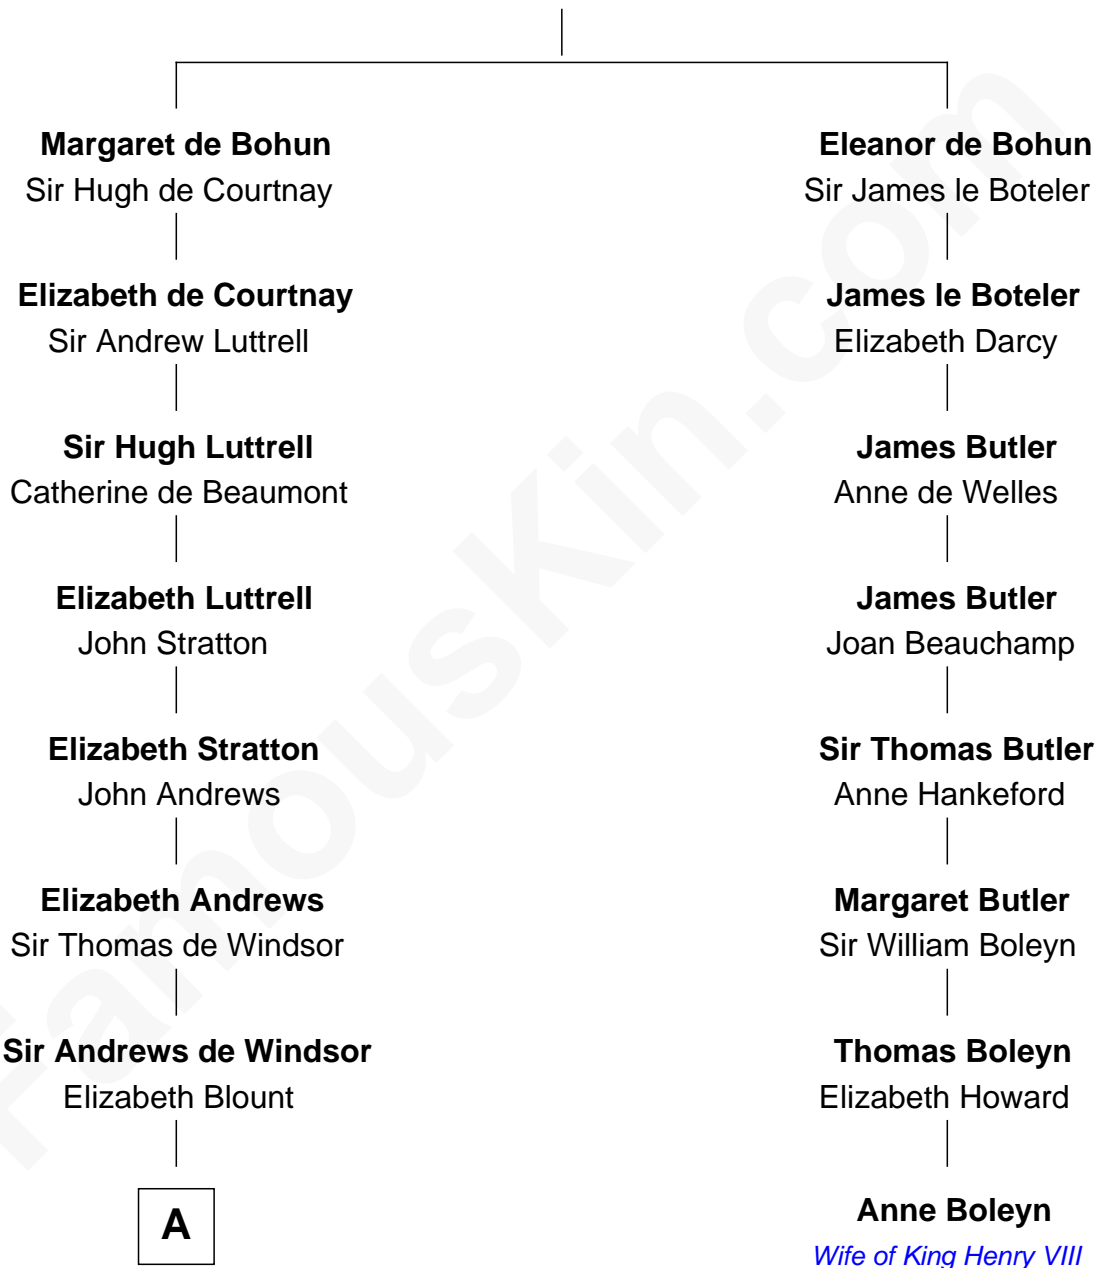 Margaret de Bohun
Sir Hugh de Courtnay
Elizabeth de Courtnay
Sir Andrew Luttrell
Sir Hugh Luttrell
Catherine de Beaumont
Elizabeth Luttrell
John Stratton
Elizabeth Stratton
John Andrews
Elizabeth Andrews
Sir Thomas de Windsor
Sir Andrews de Windsor
Elizabeth Blount
A
Eleanor de Bohun
Sir James le Boteler
James le Boteler
Elizabeth Darcy
James Butler
Anne de Welles
James Butler
Joan Beauchamp
Sir Thomas Butler
Anne Hankeford
Margaret Butler
Sir William Boleyn
Thomas Boleyn
Elizabeth Howard
Anne Boleyn
Wife of King Henry VIII
FamousKin.com